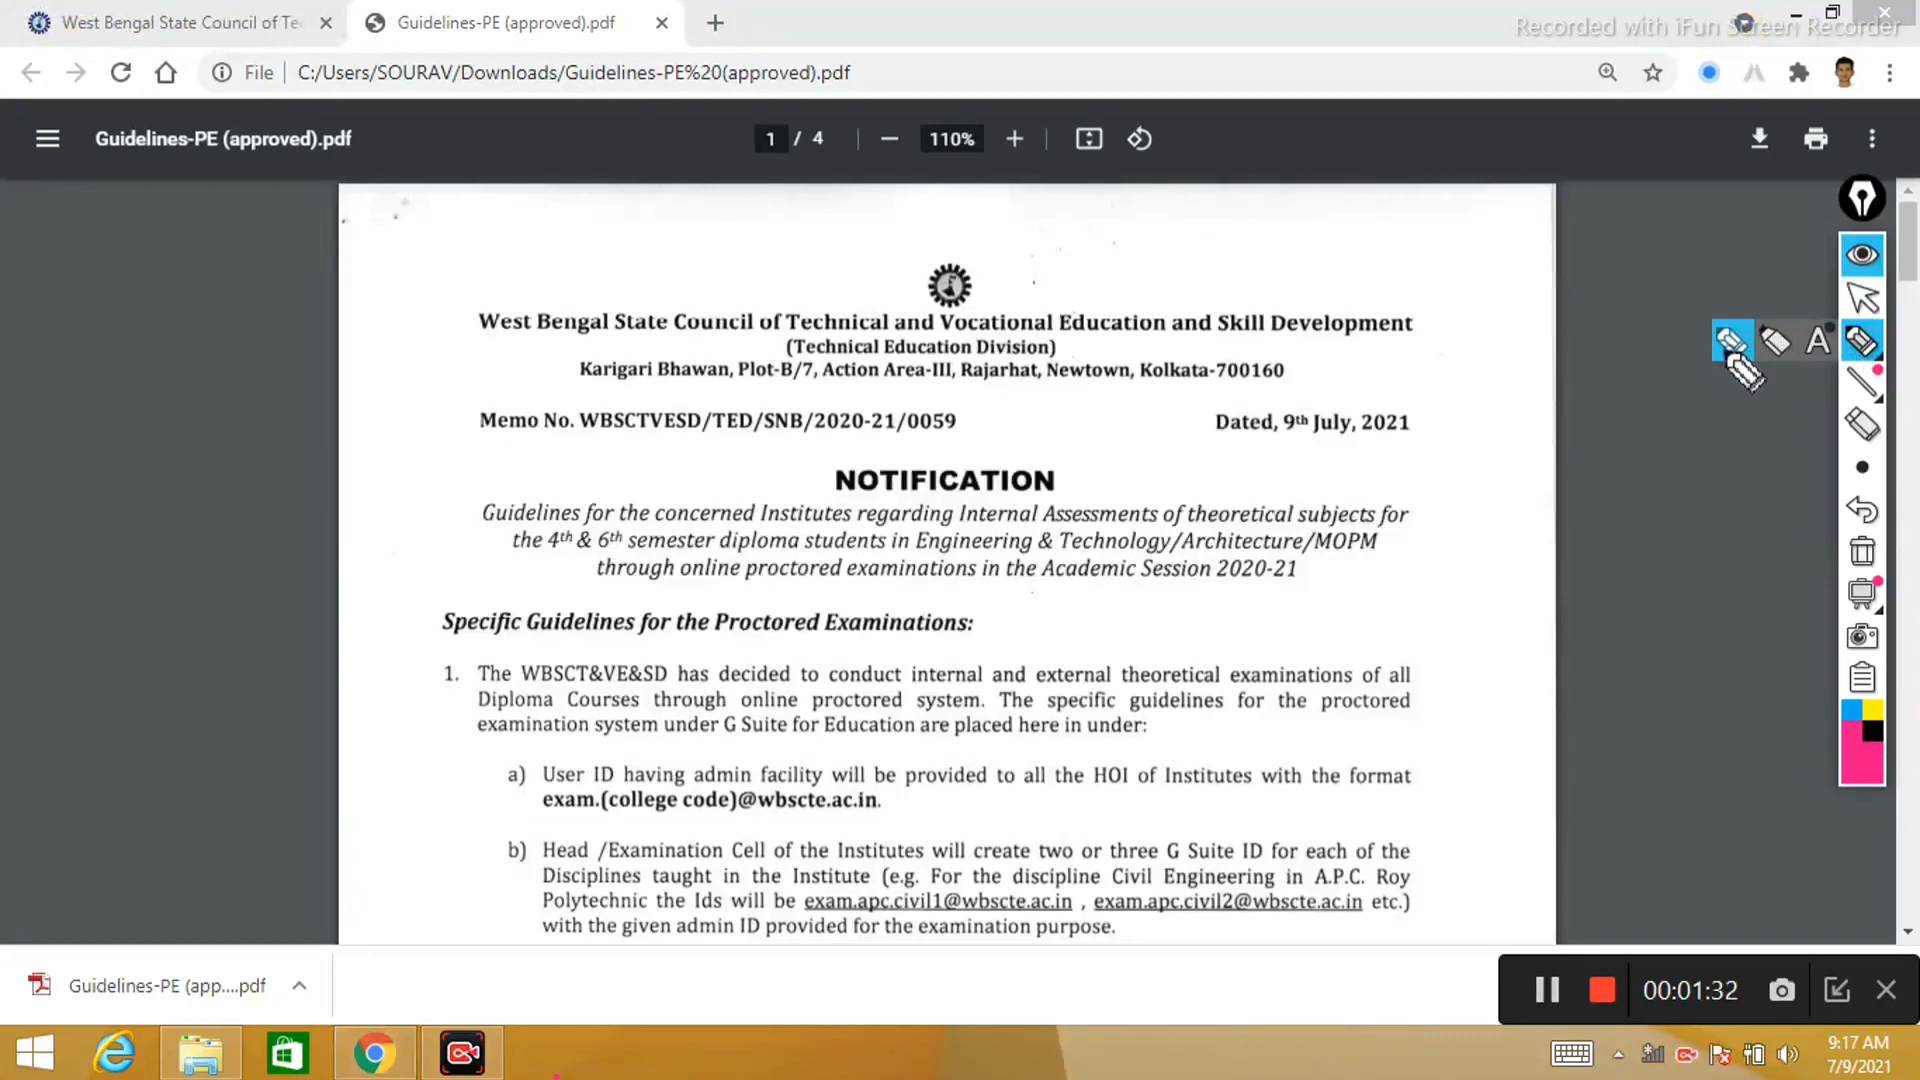 West Bengal State Council of Te
Guidelines-PE (approved).pdf
Recorded with iFun Screen Recorder
File
C:/Users/SOURAV/Downloads/Guidelines-PE%20(approved).pdf
Guidelines-PE (approved).pdf
1 / 4
110%
West Bengal State Council of Technical and Vocational Education and Skill Development
(Technical Education Division)
Karigari Bhawan, Plot-B/7, Action Area-III, Rajarhat, Newtown, Kolkata-700160
Memo No. WBSCTVESD/TED/SNB/2020-21/0059
Dated, 9th July, 2021
NOTIFICATION
Guidelines for the concerned Institutes regarding Internal Assessments of theoretical subjects for
the 4th & 6th semester diploma students in Engineering & Technology/Architecture/MOPM
through online proctored examinations in the Academic Session 2020-21
Specific Guidelines for the Proctored Examinations:
1. The WBSCT&VE&SD has decided to conduct internal and external theoretical examinations of all
Diploma Courses through online proctored system. The specific guidelines for the proctored
examination system under G Suite for Education are placed here in under:
a) User ID having admin facility will be provided to all the HOI of Institutes with the format
exam.(college code)@wbscte.ac.in.
b) Head /Examination Cell of the Institutes will create two or three G Suite ID for each of the
Disciplines taught in the Institute (e.g. For the discipline Civil Engineering in A.P.C. Roy
Polytechnic the Ids will be exam.apc.civil1@wbscte.ac.in , exam.apc.civil2@wbscte.ac.in etc.)
with the given admin ID provided for the examination purpose.
A
Guidelines-PE (app....pdf
00:01:32
9:17 AM
7/9/2021